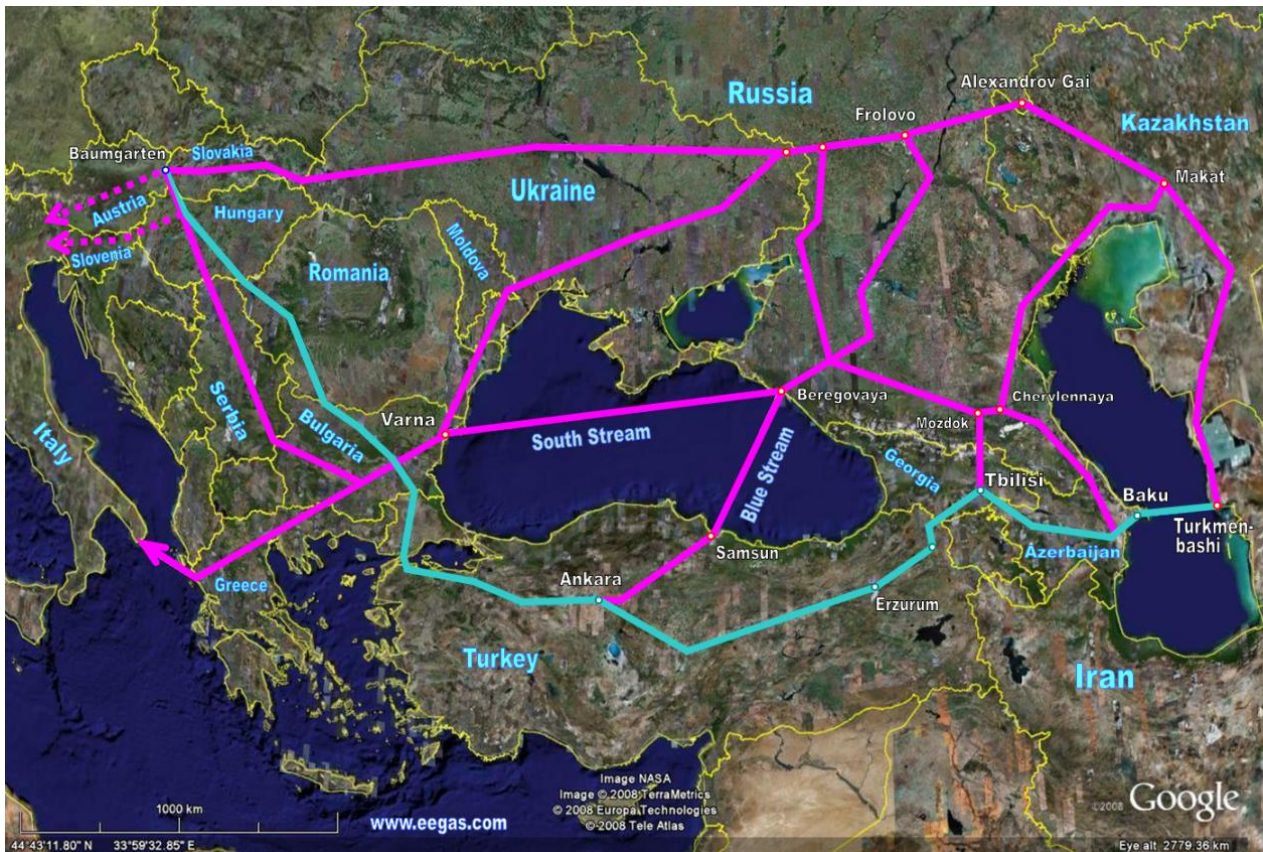 Alexandrov Gai
Russia
Frolovo
Kazakhstan
Baumgarten
Slovakia
Makat
Ukraine
Austria
Hungary
Moldova
Slovenia
Romania
Beregovaya
Chervlennaya
Mozdok
Serbia
Bulgaria
Varna
South Stream
Blue Stream
Italy
Georgia
Tbilisi
Baku
Turkmen-
bashi
Azerbaijan
Samsun
Ankara
Greece
Erzurum
Turkey
Iran
Image NASA
Image © 2008 TerraMetrics
© 2008 Europa Technologies
© 2008 Tele Atlas
1000 km
www.eegas.com
©2008 Google
44°43'11.80" N 33°59'32.85" E
Eye alt 2779.36 km